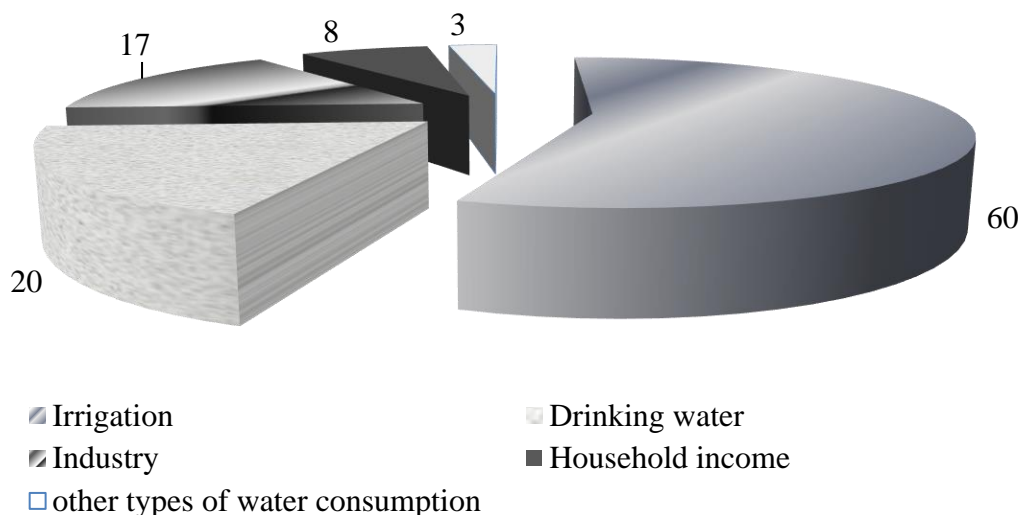 3
8
17
60
20
Irrigation
Drinking water
Industry
Household income
other types of water consumption